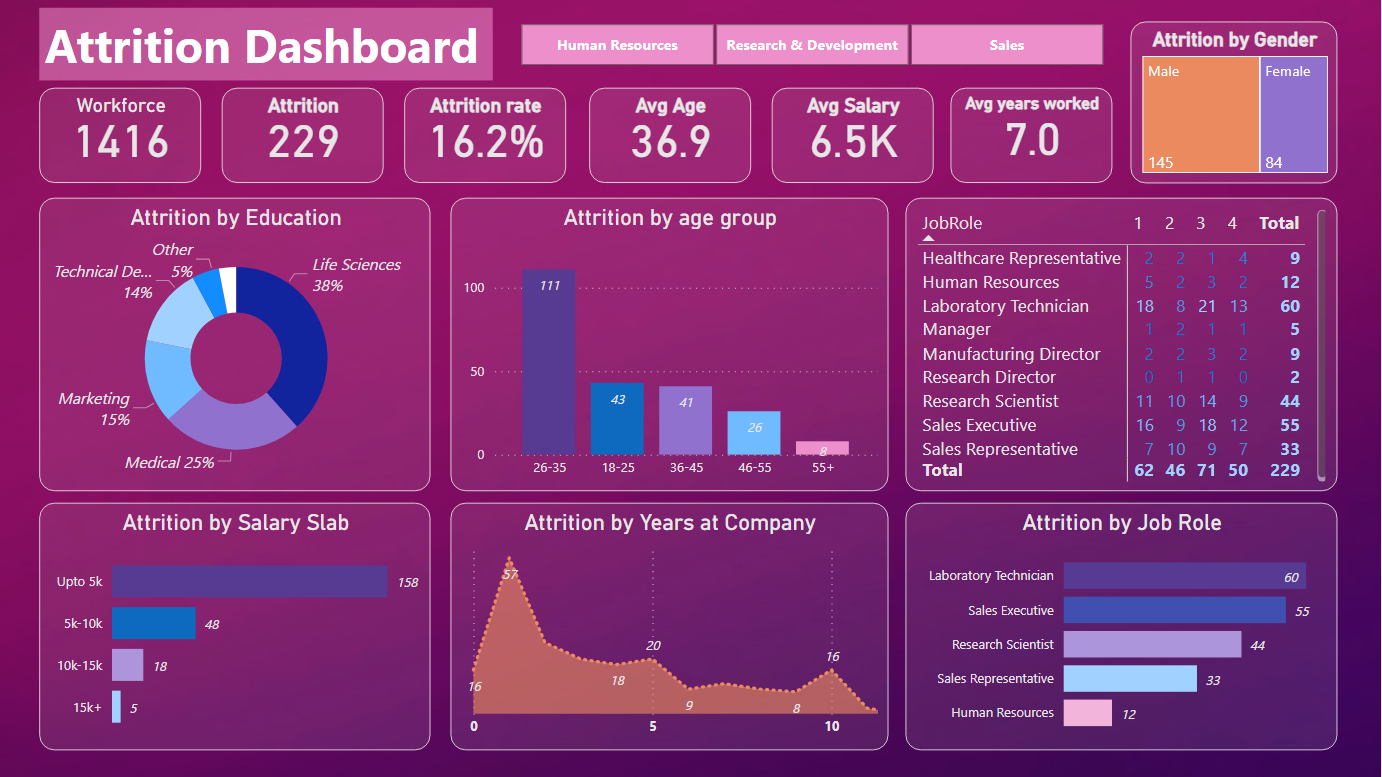 Attrition Dashboard
Human Resources
Research & Development
Sales
Attrition by Gender
Male
Female
145
84
Workforce
1416
Attrition
229
Attrition rate
16.2%
Avg Age
36.9
Avg Salary
6.5K
Avg years worked
7.0
Attrition by Education
Other
5%
Technical De...
14%
Life Sciences
38%
Marketing
15%
Medical 25%
Attrition by age group
100
50
0
111
43
41
26
8
26-35
18-25
36-45
46-55
55+
JobRole 1 2 3 4 Total
Healthcare Representative 2 2 1 4 9
Human Resources 5 2 3 2 12
Laboratory Technician 18 8 21 13 60
Manager 1 2 1 1 5
Manufacturing Director 2 2 3 2 9
Research Director 0 1 1 0 2
Research Scientist 11 10 14 9 44
Sales Executive 16 9 18 12 55
Sales Representative 7 10 9 7 33
Total 62 46 71 50 229
Attrition by Salary Slab
Upto 5k 158
5k-10k 48
10k-15k 18
15k+ 5
Attrition by Years at Company
57
20
16
16
18
9
8
0 5 10
Attrition by Job Role
Laboratory Technician 60
Sales Executive 55
Research Scientist 44
Sales Representative 33
Human Resources 12